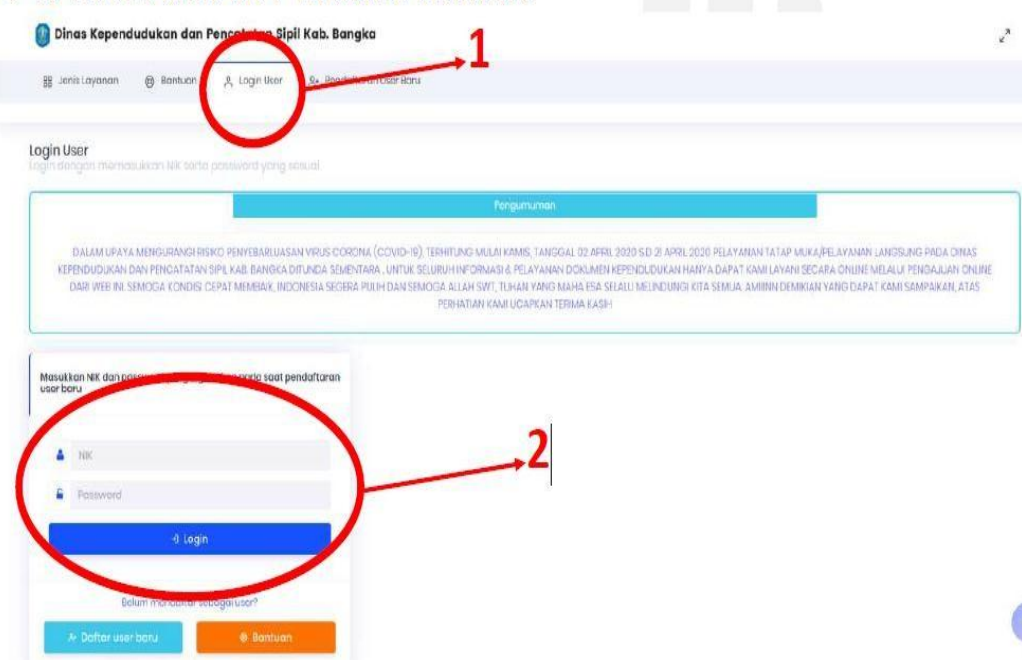 Dinas Kependudukan dan Pencatatan Sipil Kab. Bangka
1
Jenis Layanan Bantuan Login User Pendaftaran User Baru
Login User
Login dengan memasukkan NIK serta password yang sesuai
Pengumuman
DALAM UPAYA MENGURANGI RISIKO PENYEBARLUASAN VIRUS CORONA (COVID-19), TERHITUNG MULAI KAMIS, TANGGAL 02 APRIL 2020 S.D 21 APRIL 2020 PELAYANAN TATAP MUKA/PELAYANAN LANGSUNG PADA DINAS
KEPENDUDUKAN DAN PENCATATAN SIPIL KAB. BANGKA DITUNDA SEMENTARA , UNTUK SELURUH INFORMASI & PELAYANAN DOKUMEN KEPENDUDUKAN HANYA DAPAT KAMI LAYANI SECARA ONLINE MELALUI PENGAJUAN ONLINE
DARI WEB INI. SEMOGA KONDISI CEPAT MEMBAIK, INDONESIA SEGERA PULIH DAN SEMOGA ALLAH SWT, TUHAN YANG MAHA ESA SELALU MELINDUNGI KITA SEMUA. AMIINN DEMIKIAN YANG DAPAT KAMI SAMPAIKAN, ATAS
PERHATIAN KAMI UCAPKAN TERIMA KASIH
Masukkan NIK dan pada saat pendaftaran
user baru
2
NIK
Password
Login
Belum mendaftar sebagai user?
Daftar user baru Bantuan